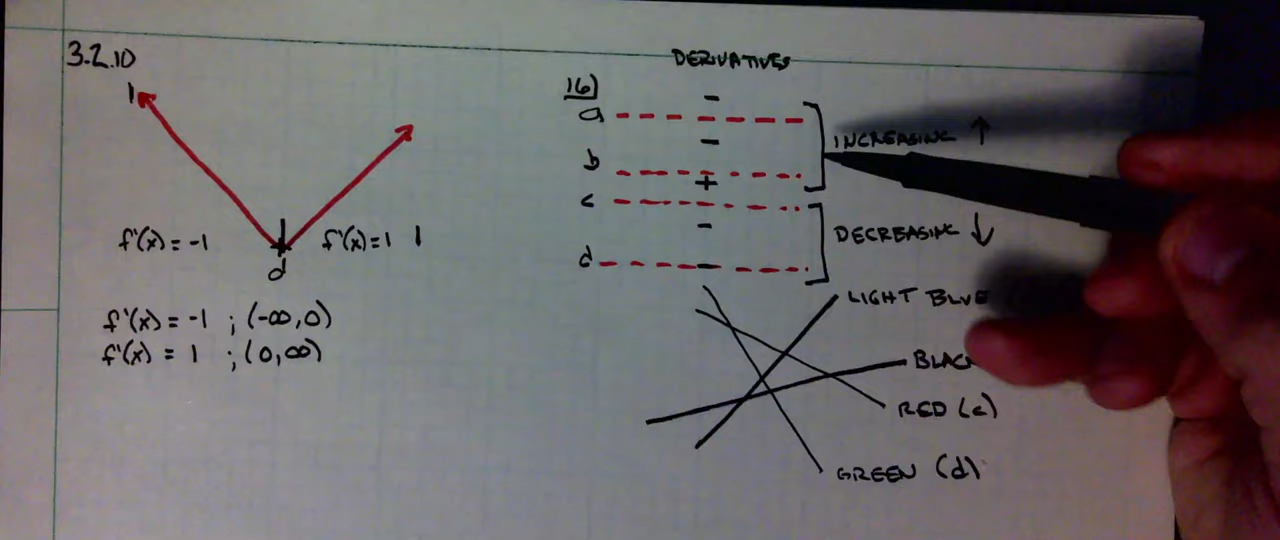 3.2.10
1
f'(x) = -1
f'(x) = 1 1
d
f'(x) = -1 ; (-∞, 0)
f'(x) = 1 ; (0, ∞)
DERIVATIVES
16)
-
a
-
b
+
c
-
d
-
INCREASING ↑
DECREASING ↓
LIGHT BLUE
BLACK
RED (c)
GREEN (d)